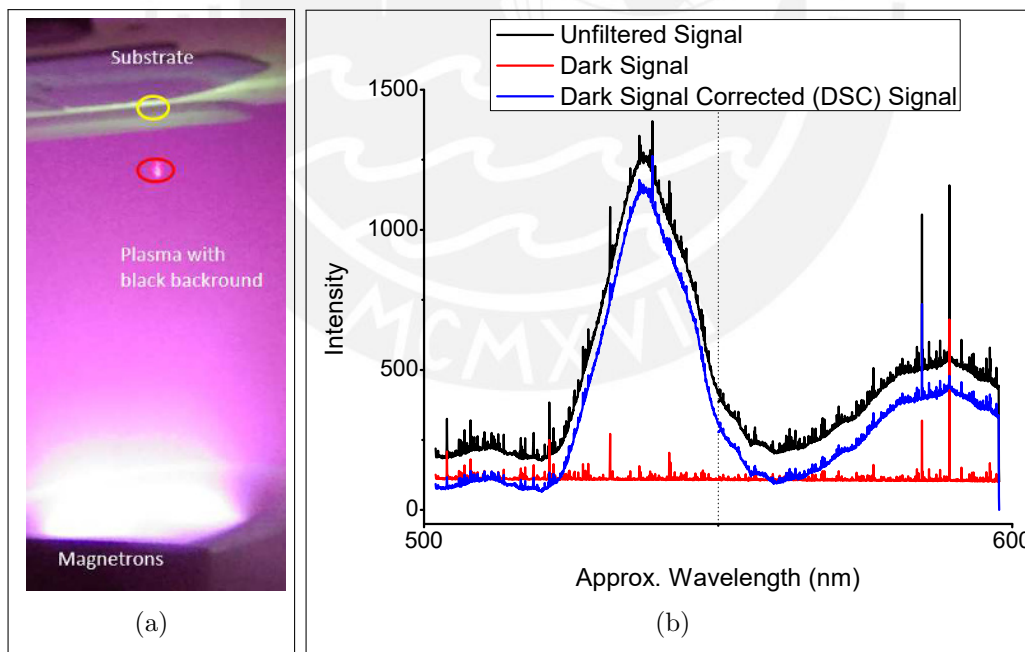 Substrate
Plasma with
black backround
Magnetrons
(a)
Unfiltered Signal
Dark Signal
Dark Signal Corrected (DSC) Signal
1500
1000
500
0
Intensity
500
600
Approx. Wavelength (nm)
(b)
MCMXVI